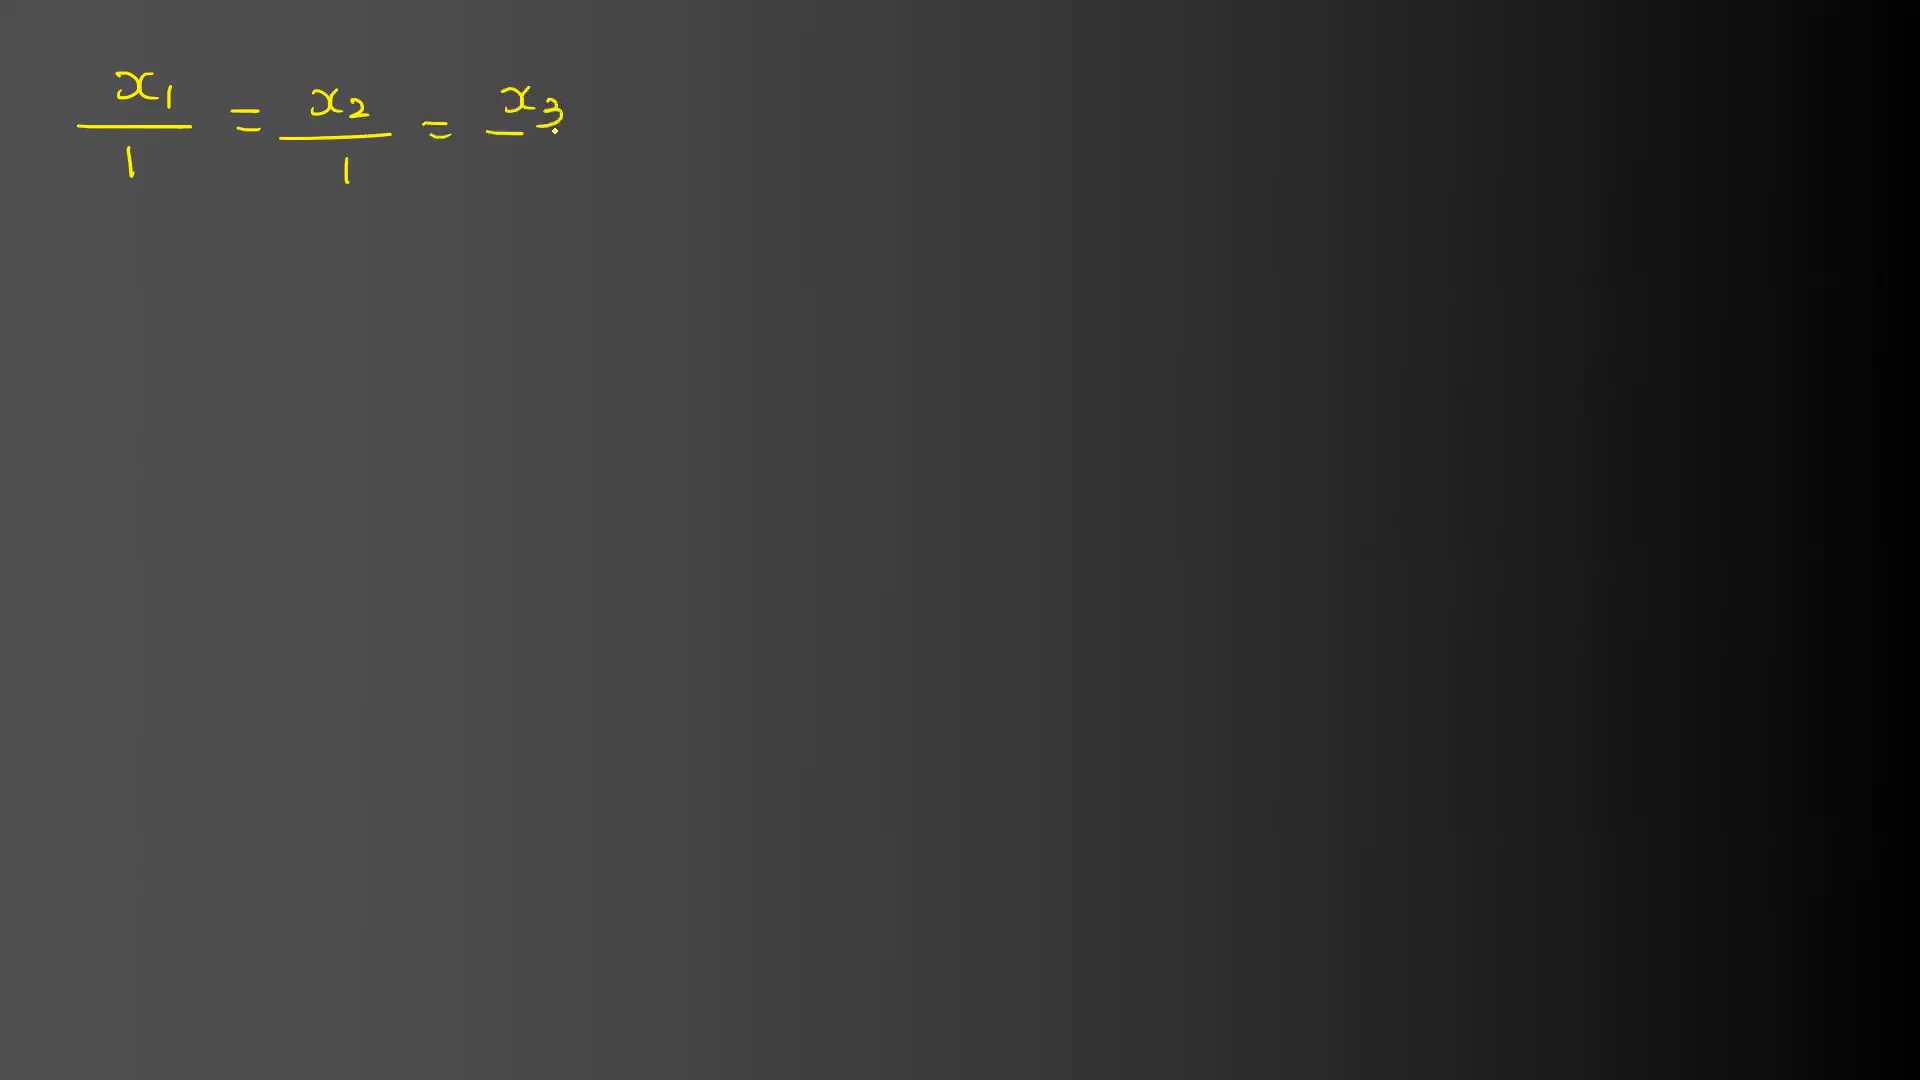 x₁/1 = x₂/1 = x₃/